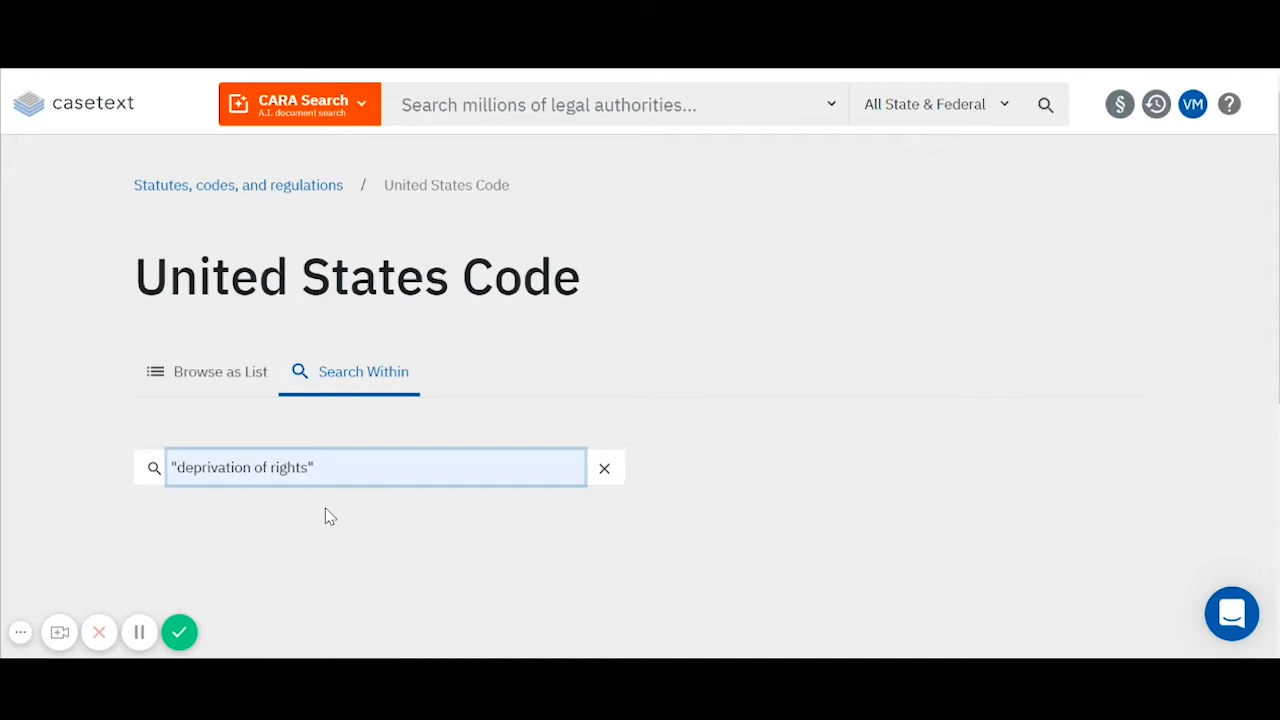 casetext
CARA Search
A.I. document search
Search millions of legal authorities...
All State & Federal
§
VM
?
Statutes, codes, and regulations / United States Code
United States Code
Browse as List
Search Within
"deprivation of rights"